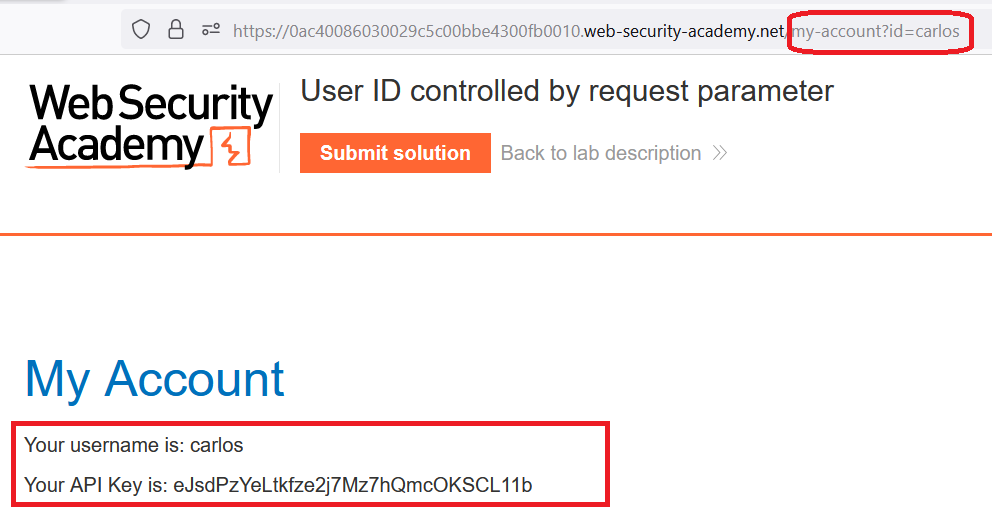 https://0ac40086030029c5c00bbe4300fb0010.web-security-academy.net/my-account?id=carlos
Web Security
Academy
User ID controlled by request parameter
Submit solution
Back to lab description
My Account
Your username is: carlos
Your API Key is: eJsdPzYeLtkfze2j7Mz7hQmcOKSCL11b